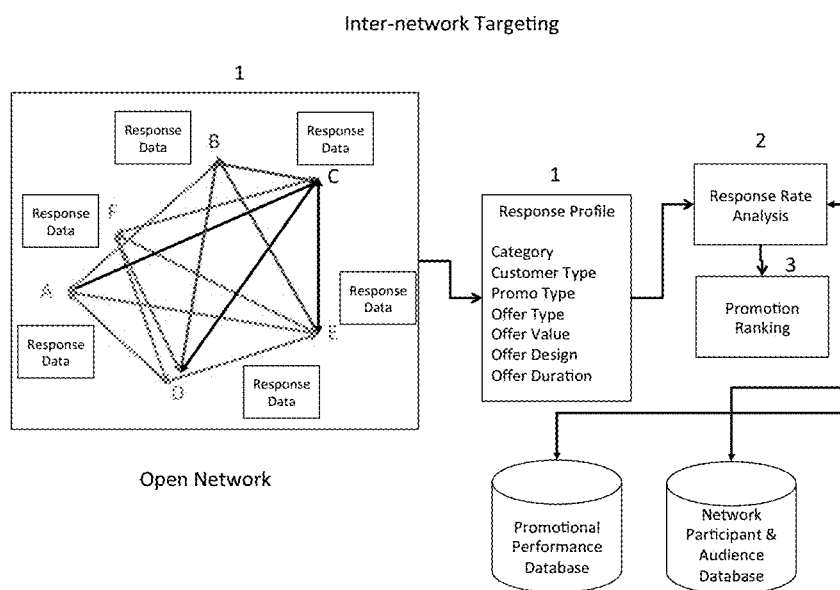 Inter-network Targeting
1
Response
Data
B
Response
Data
C
Response
Data
F
A
Response
Data
E
Response
Data
D
Response
Data
Open Network
1
Response Profile
Category
Customer Type
Promo Type
Offer Type
Offer Value
Offer Design
Offer Duration
2
Response Rate
Analysis
3
Promotion
Ranking
Promotional
Performance
Database
Network
Participant &
Audience
Database